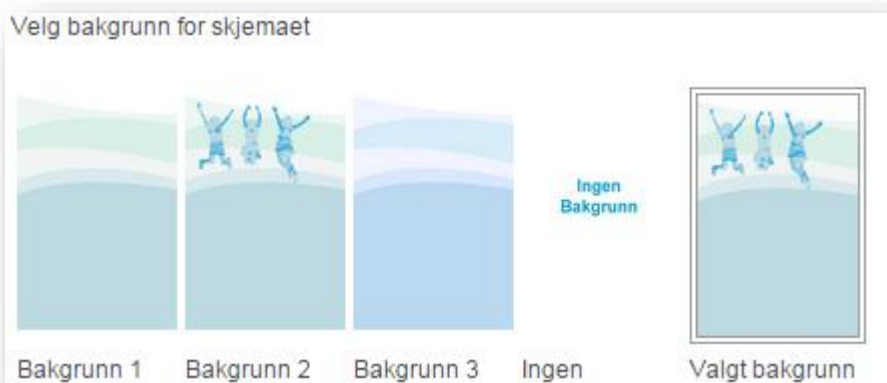 Velg bakgrunn for skjemaet
Ingen
Bakgrunn
Bakgrunn 1
Bakgrunn 2
Bakgrunn 3
Ingen
Valgt bakgrunn